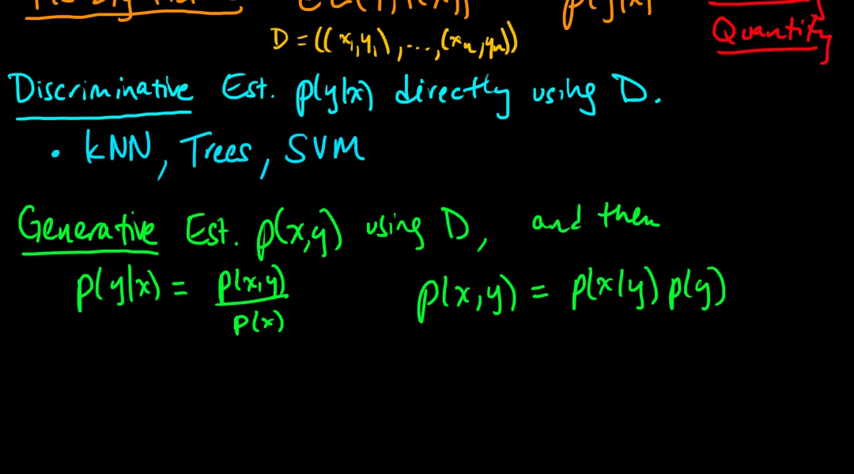 D = ((x₁,y₁), ..., (xₙ,yₙ))
Quantity
Discriminative Est. p(y|x) directly using D.
• kNN, Trees, SVM
Generative Est. p(x,y) using D, and then
p(y|x) = p(x,y) / p(x) p(x,y) = p(x|y) p(y)